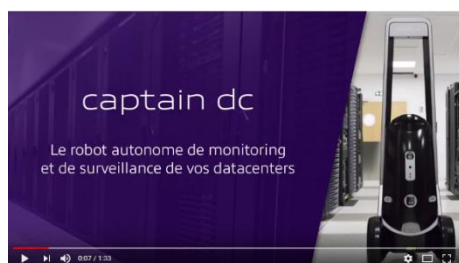 captain dc
Le robot autonome de monitoring
et de surveillance de vos datacenters
0:07 / 1:33